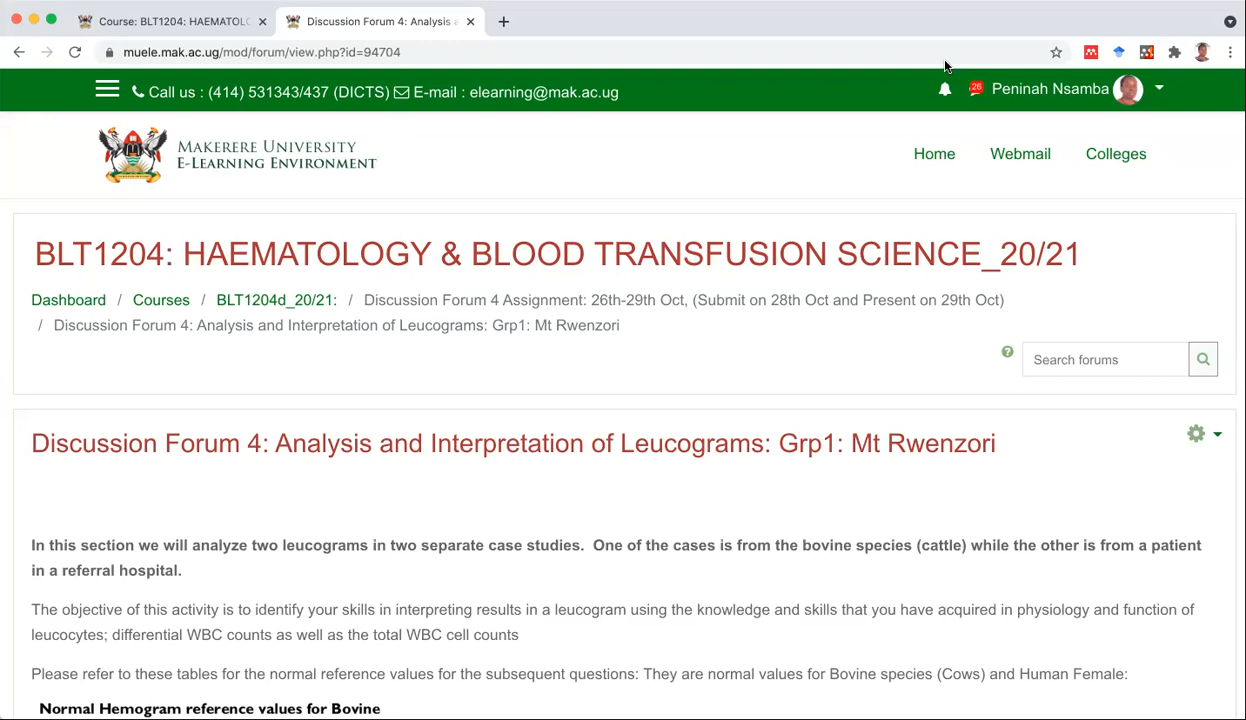 Course: BLT1204: HAEMATOLO
Discussion Forum 4: Analysis a
muele.mak.ac.ug/mod/forum/view.php?id=94704
Call us : (414) 531343/437 (DICTS) E-mail : elearning@mak.ac.ug
26 Peninah Nsamba
MAKERERE UNIVERSITY
E-LEARNING ENVIRONMENT
Home Webmail Colleges
BLT1204: HAEMATOLOGY & BLOOD TRANSFUSION SCIENCE_20/21
Dashboard / Courses / BLT1204d_20/21: / Discussion Forum 4 Assignment: 26th-29th Oct, (Submit on 28th Oct and Present on 29th Oct)
/ Discussion Forum 4: Analysis and Interpretation of Leucograms: Grp1: Mt Rwenzori
Search forums
Discussion Forum 4: Analysis and Interpretation of Leucograms: Grp1: Mt Rwenzori
In this section we will analyze two leucograms in two separate case studies. One of the cases is from the bovine species (cattle) while the other is from a patient
in a referral hospital.
The objective of this activity is to identify your skills in interpreting results in a leucogram using the knowledge and skills that you have acquired in physiology and function of
leucocytes; differential WBC counts as well as the total WBC cell counts
Please refer to these tables for the normal reference values for the subsequent questions: They are normal values for Bovine species (Cows) and Human Female:
Normal Hemogram reference values for Bovine